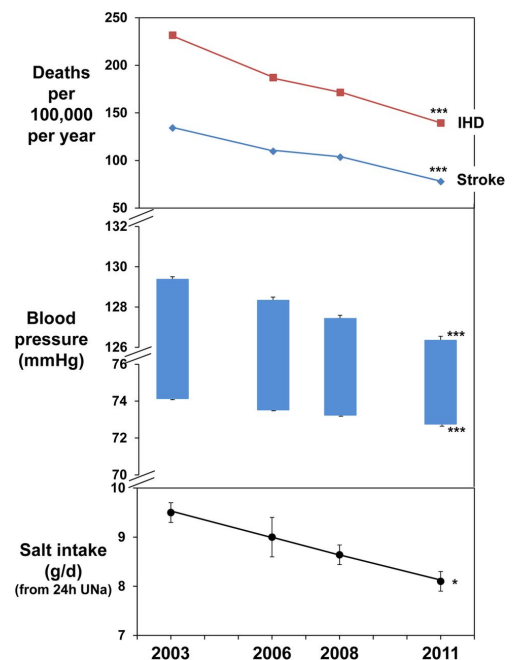 250
200
150
100
50
Deaths
per
100,000
per year
***
IHD
***
Stroke
132
130
128
126
76
74
72
70
Blood
pressure
(mmHg)
***
***
10
9
8
7
Salt intake
(g/d)
(from 24h UNa)
*
2003 2006 2008 2011